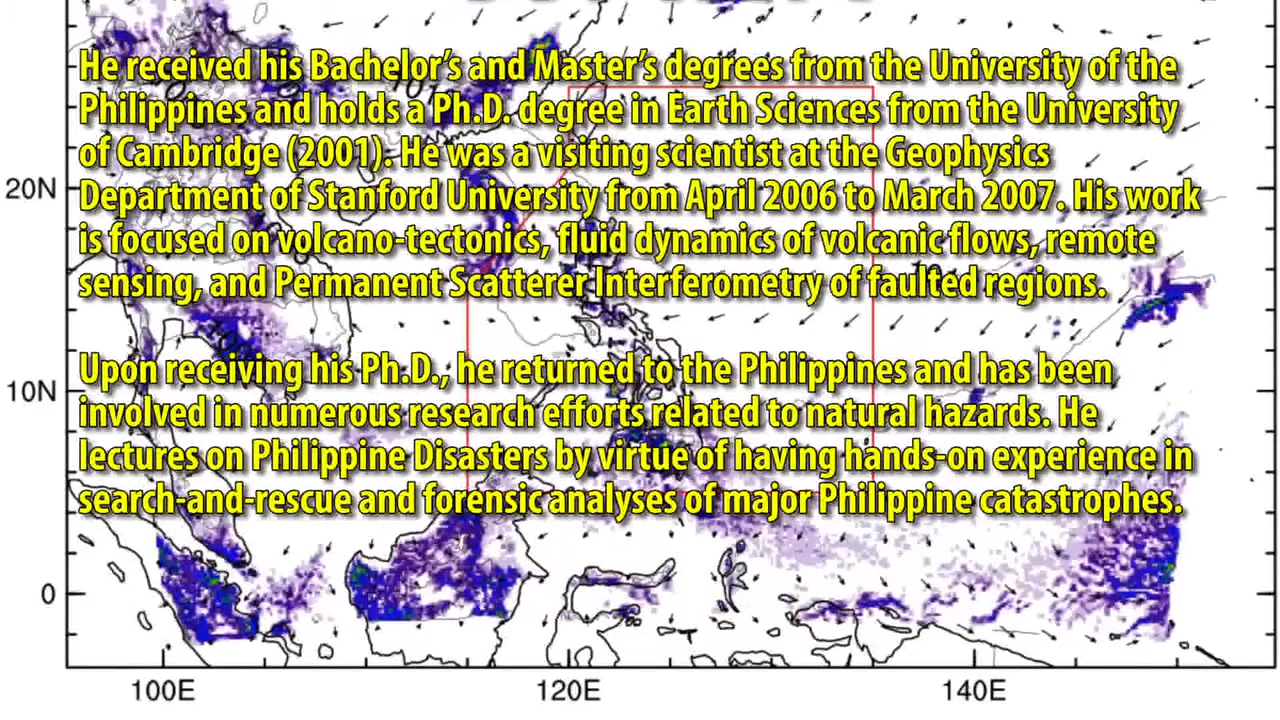 He received his Bachelor's and Master's degrees from the University of the
Philippines and holds a Ph.D. degree in Earth Sciences from the University
of Cambridge (2001). He was a visiting scientist at the Geophysics
20N
Department of Stanford University from April 2006 to March 2007. His work
is focused on volcano-tectonics, fluid dynamics of volcanic flows, remote
sensing, and Permanent Scatterer Interferometry of faulted regions.
Upon receiving his Ph.D., he returned to the Philippines and has been
10N
involved in numerous research efforts related to natural hazards. He
lectures on Philippine Disasters by virtue of having hands-on experience in
search-and-rescue and forensic analyses of major Philippine catastrophes.
0
100E
120E
140E